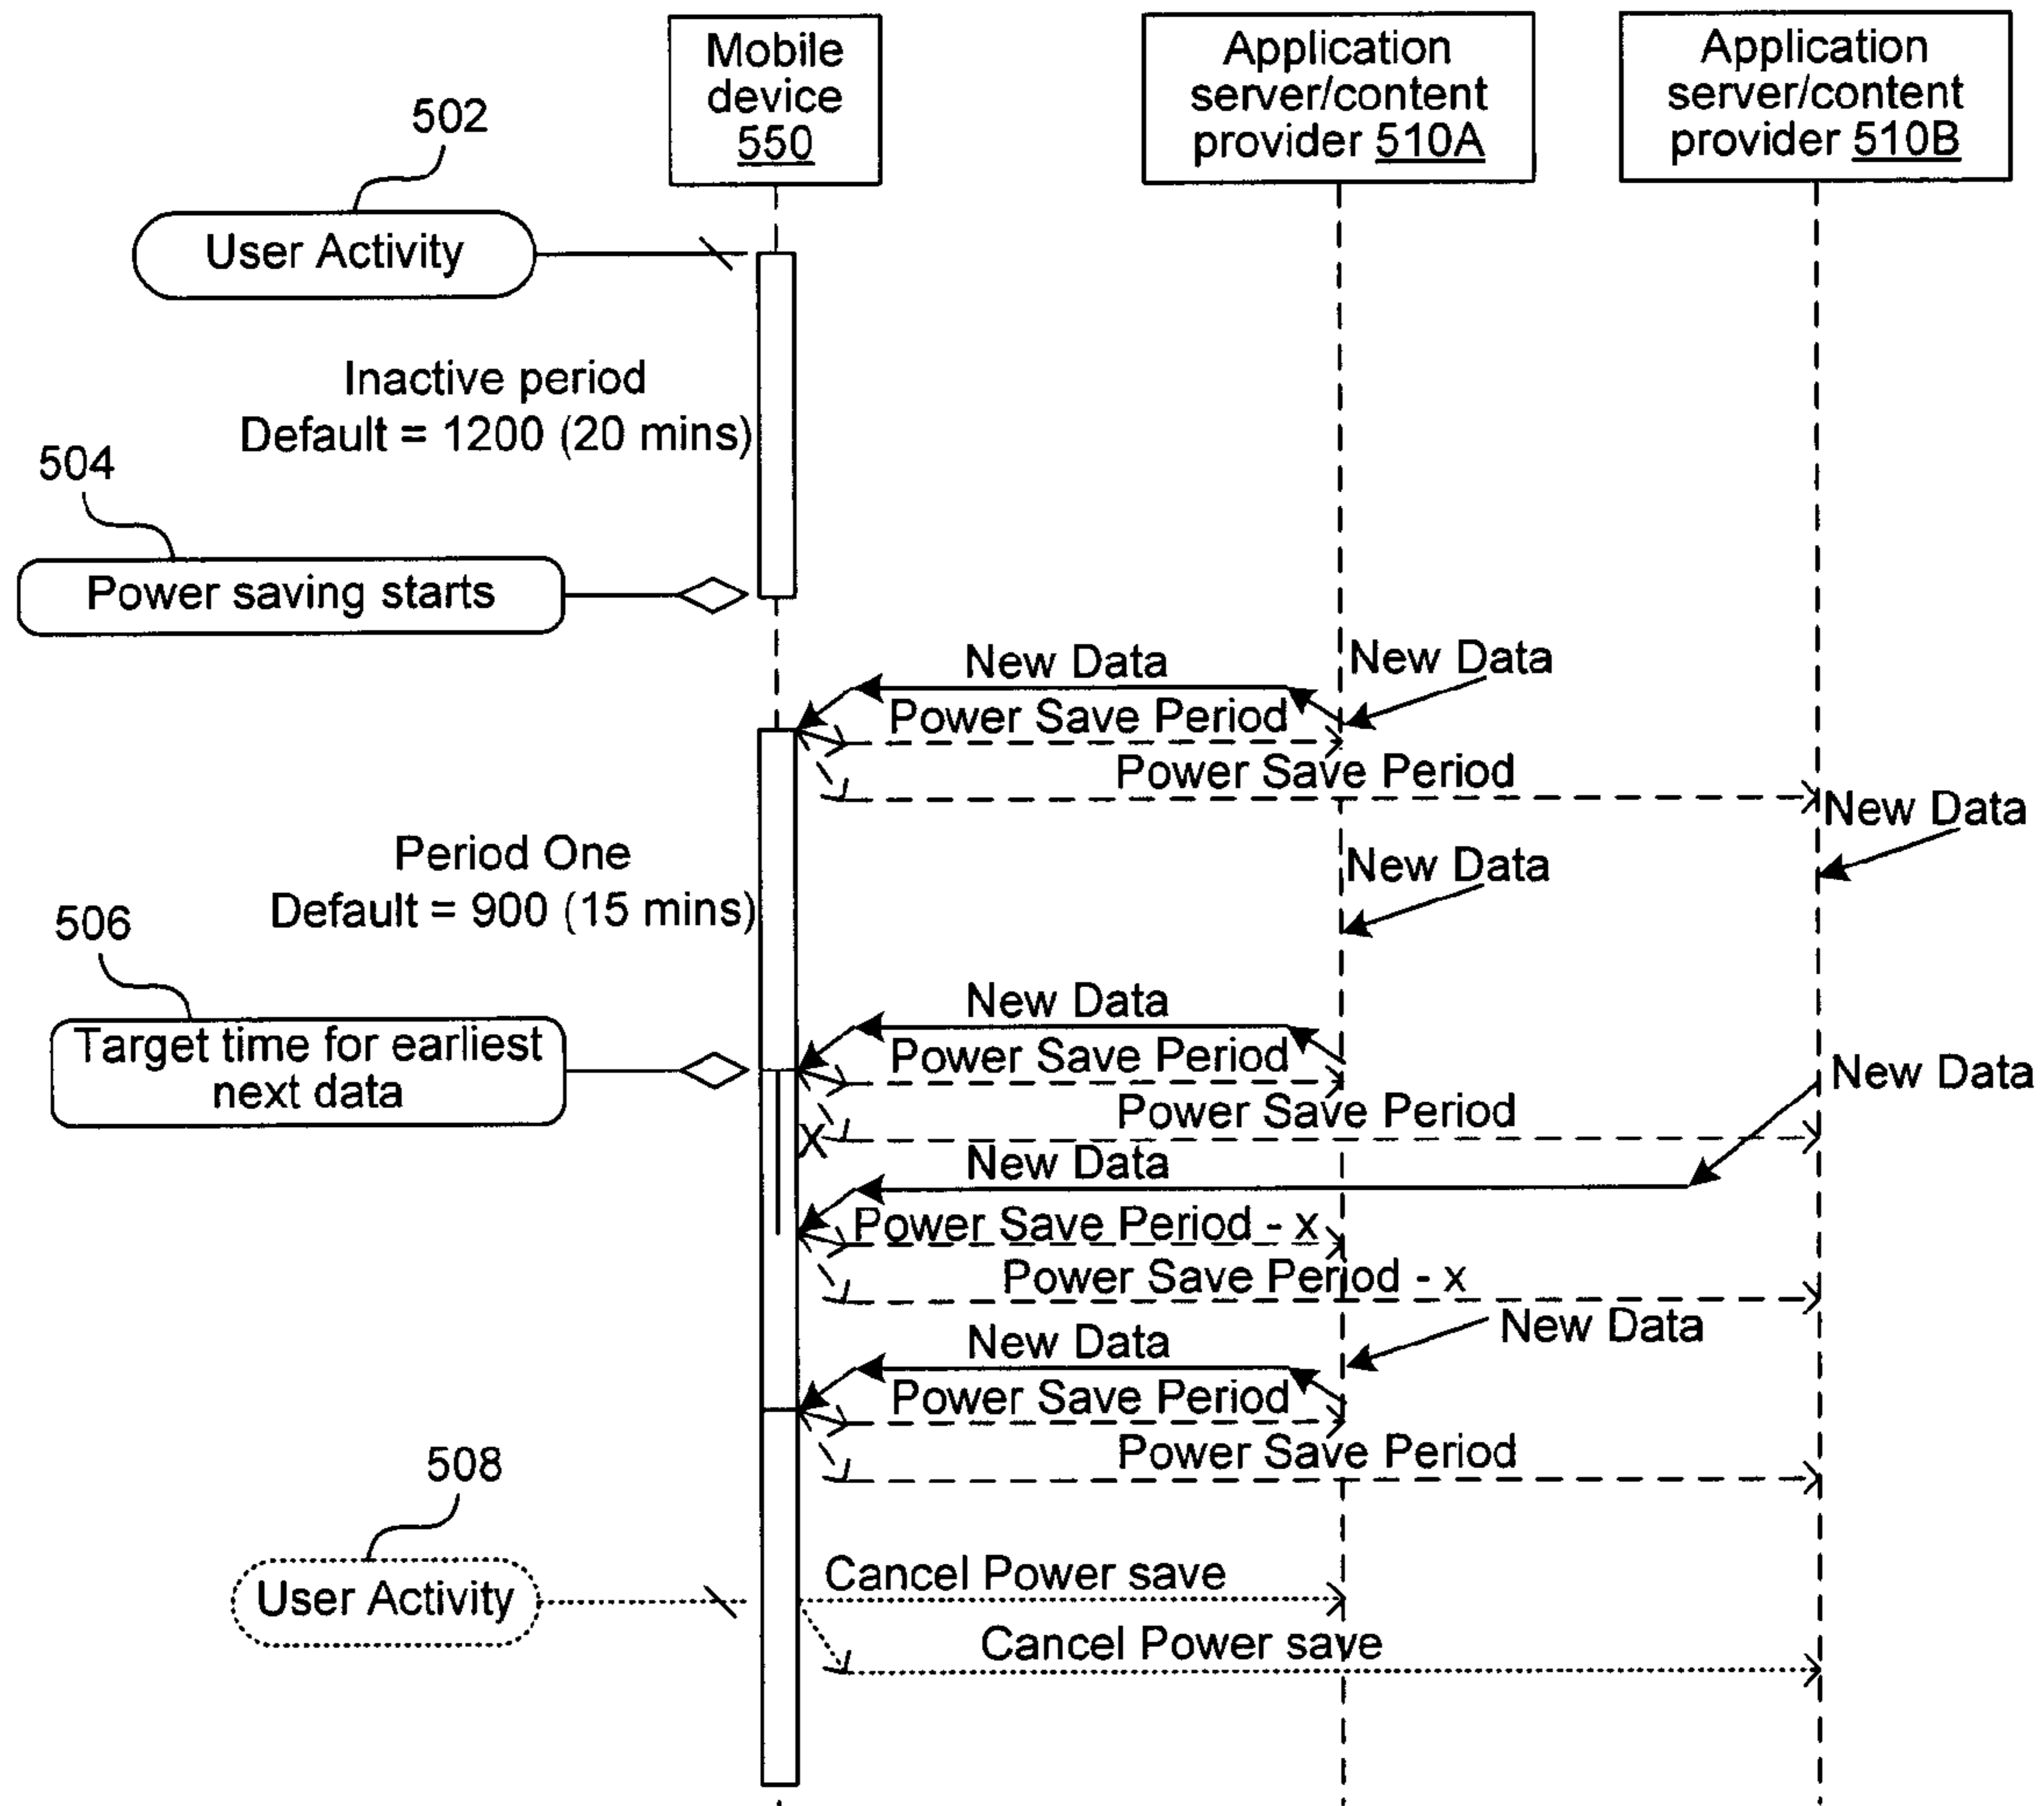 Mobile
device
550
Application
server/content
provider 510A
Application
server/content
provider 510B
502
User Activity
Inactive period
Default = 1200 (20 mins)
504
Power saving starts
New Data
New Data
Power Save Period
Power Save Period
New Data
New Data
Period One
Default = 900 (15 mins)
506
Target time for earliest
next data
New Data
Power Save Period
New Data
Power Save Period
X
New Data
Power Save Period - x
Power Save Period - x
New Data
New Data
Power Save Period
Power Save Period
508
User Activity
Cancel Power save
Cancel Power save